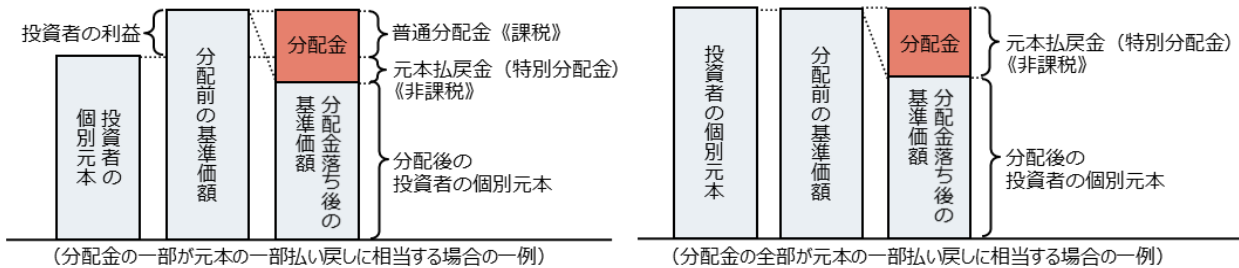 投資者の利益
投資者の
個別元本
分配前の基準価額
分配金
分配金落ち後の
基準価額
普通分配金《課税》
元本払戻金（特別分配金）
《非課税》
分配後の
投資者の個別元本
（分配金の一部が元本の一部払い戻しに相当する場合の一例）
投資者の個別元本
分配前の基準価額
分配金
分配金落ち後の
基準価額
元本払戻金（特別分配金）
《非課税》
分配後の
投資者の個別元本
（分配金の全部が元本の一部払い戻しに相当する場合の一例）